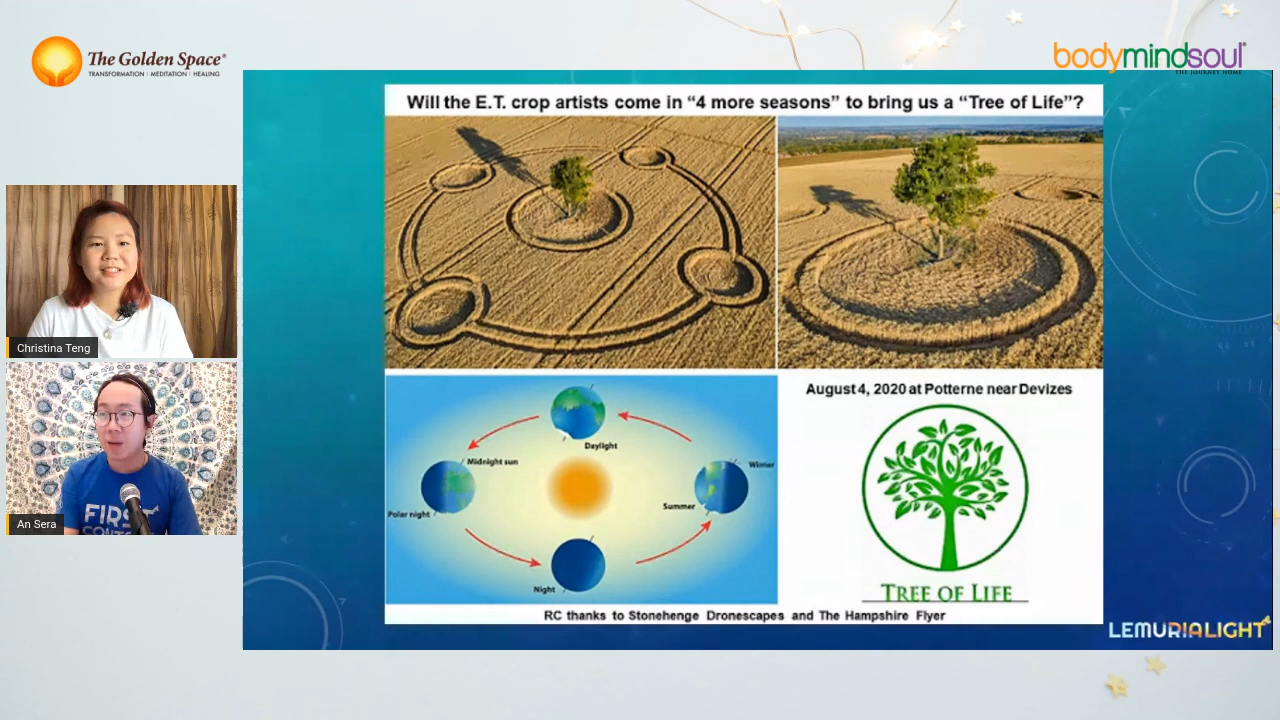 The Golden Space®
TRANSFORMATION | MEDITATION | HEALING
bodymindsoul
THE JOURNEY HOME
Will the E.T. crop artists come in “4 more seasons” to bring us a “Tree of Life”?
Christina Teng
FIRST
CONTACT
An Sera
Daylight
Midnight sun
Winter
Summer
Polar night
Night
August 4, 2020 at Potterne near Devizes
TREE OF LIFE
RC thanks to Stonehenge Dronescapes and The Hampshire Flyer
LEMURIALIGHT